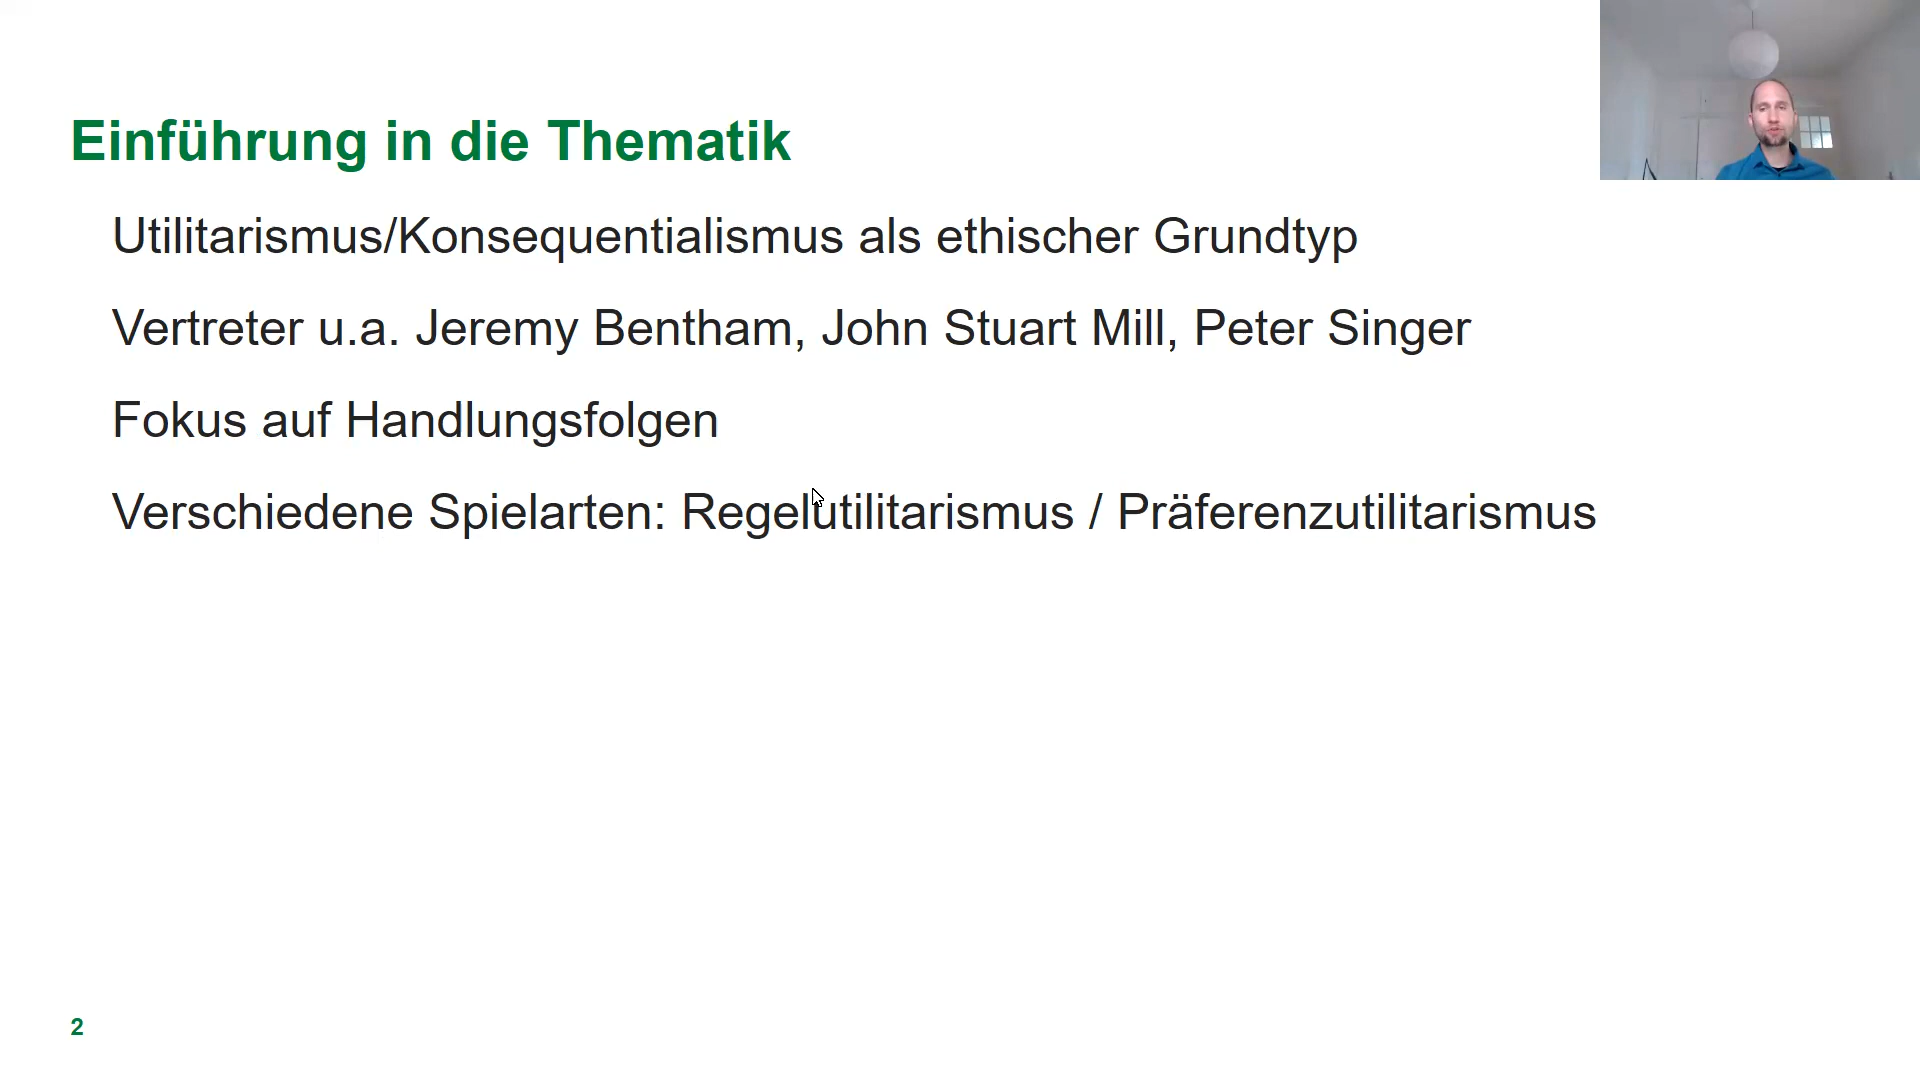 Einführung in die Thematik
Utilitarismus/Konsequentialismus als ethischer Grundtyp
Vertreter u.a. Jeremy Bentham, John Stuart Mill, Peter Singer
Fokus auf Handlungsfolgen
Verschiedene Spielarten: Regelutilitarismus / Präferenzutilitarismus
2